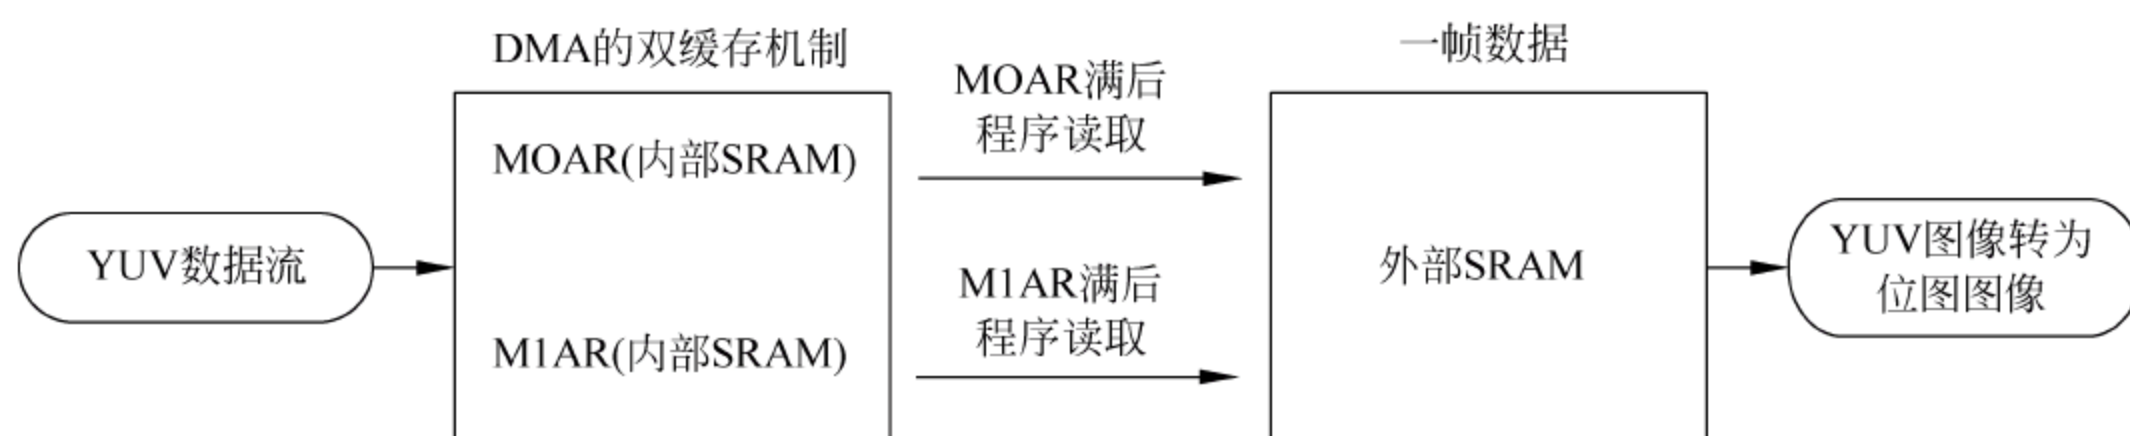 DMA的双缓存机制
一帧数据
MOAR满后
程序读取
MOAR(内部SRAM)
YUV数据流
外部SRAM
YUV图像转为
位图图像
M1AR满后
程序读取
M1AR(内部SRAM)